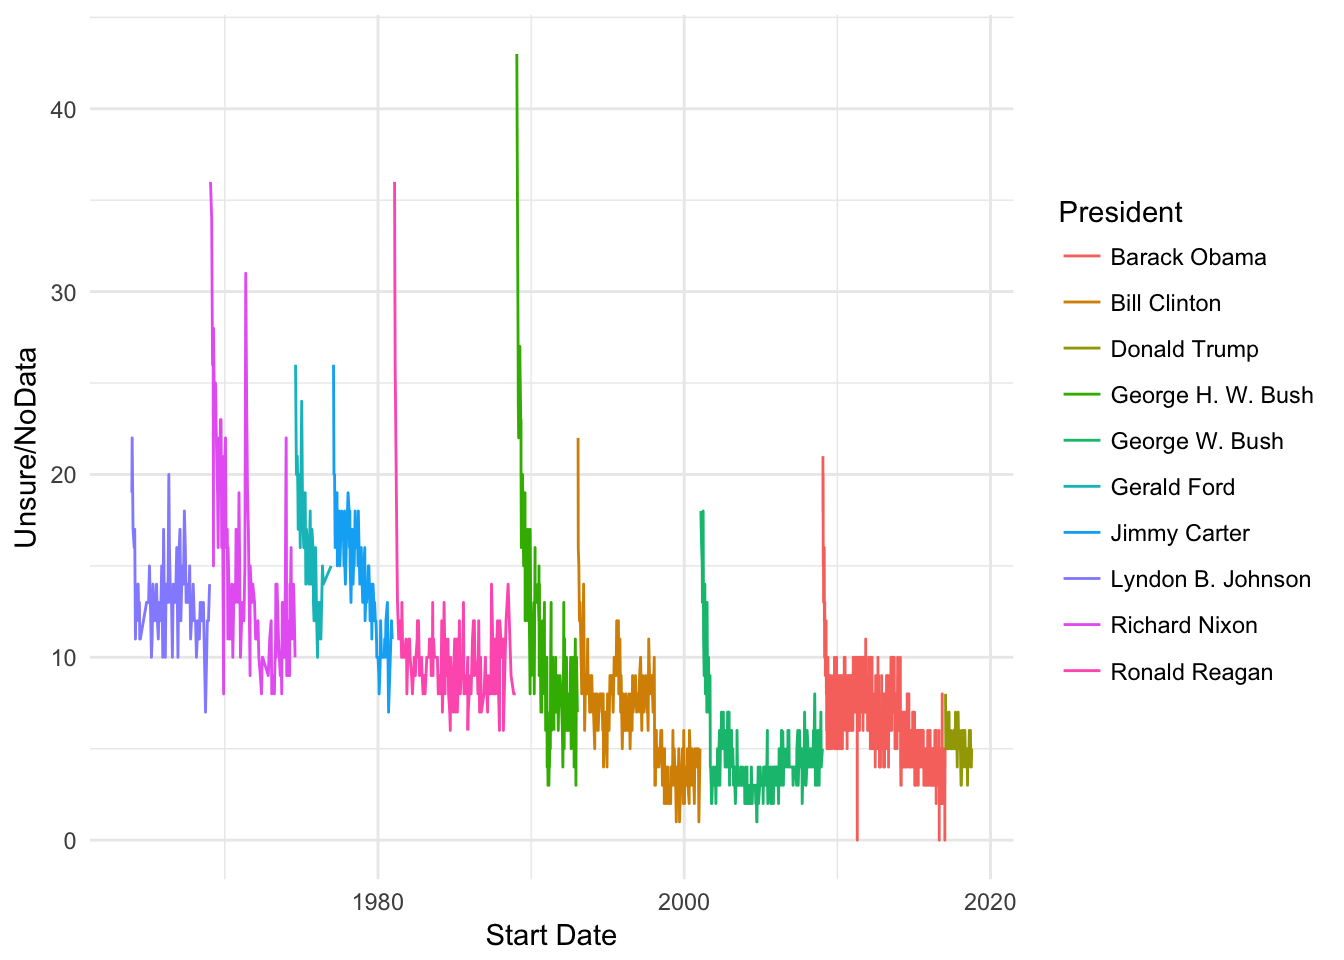 40
30
20
10
0
Unsure/NoData
1980
2000
2020
Start Date
President
Barack Obama
Bill Clinton
Donald Trump
George H. W. Bush
George W. Bush
Gerald Ford
Jimmy Carter
Lyndon B. Johnson
Richard Nixon
Ronald Reagan